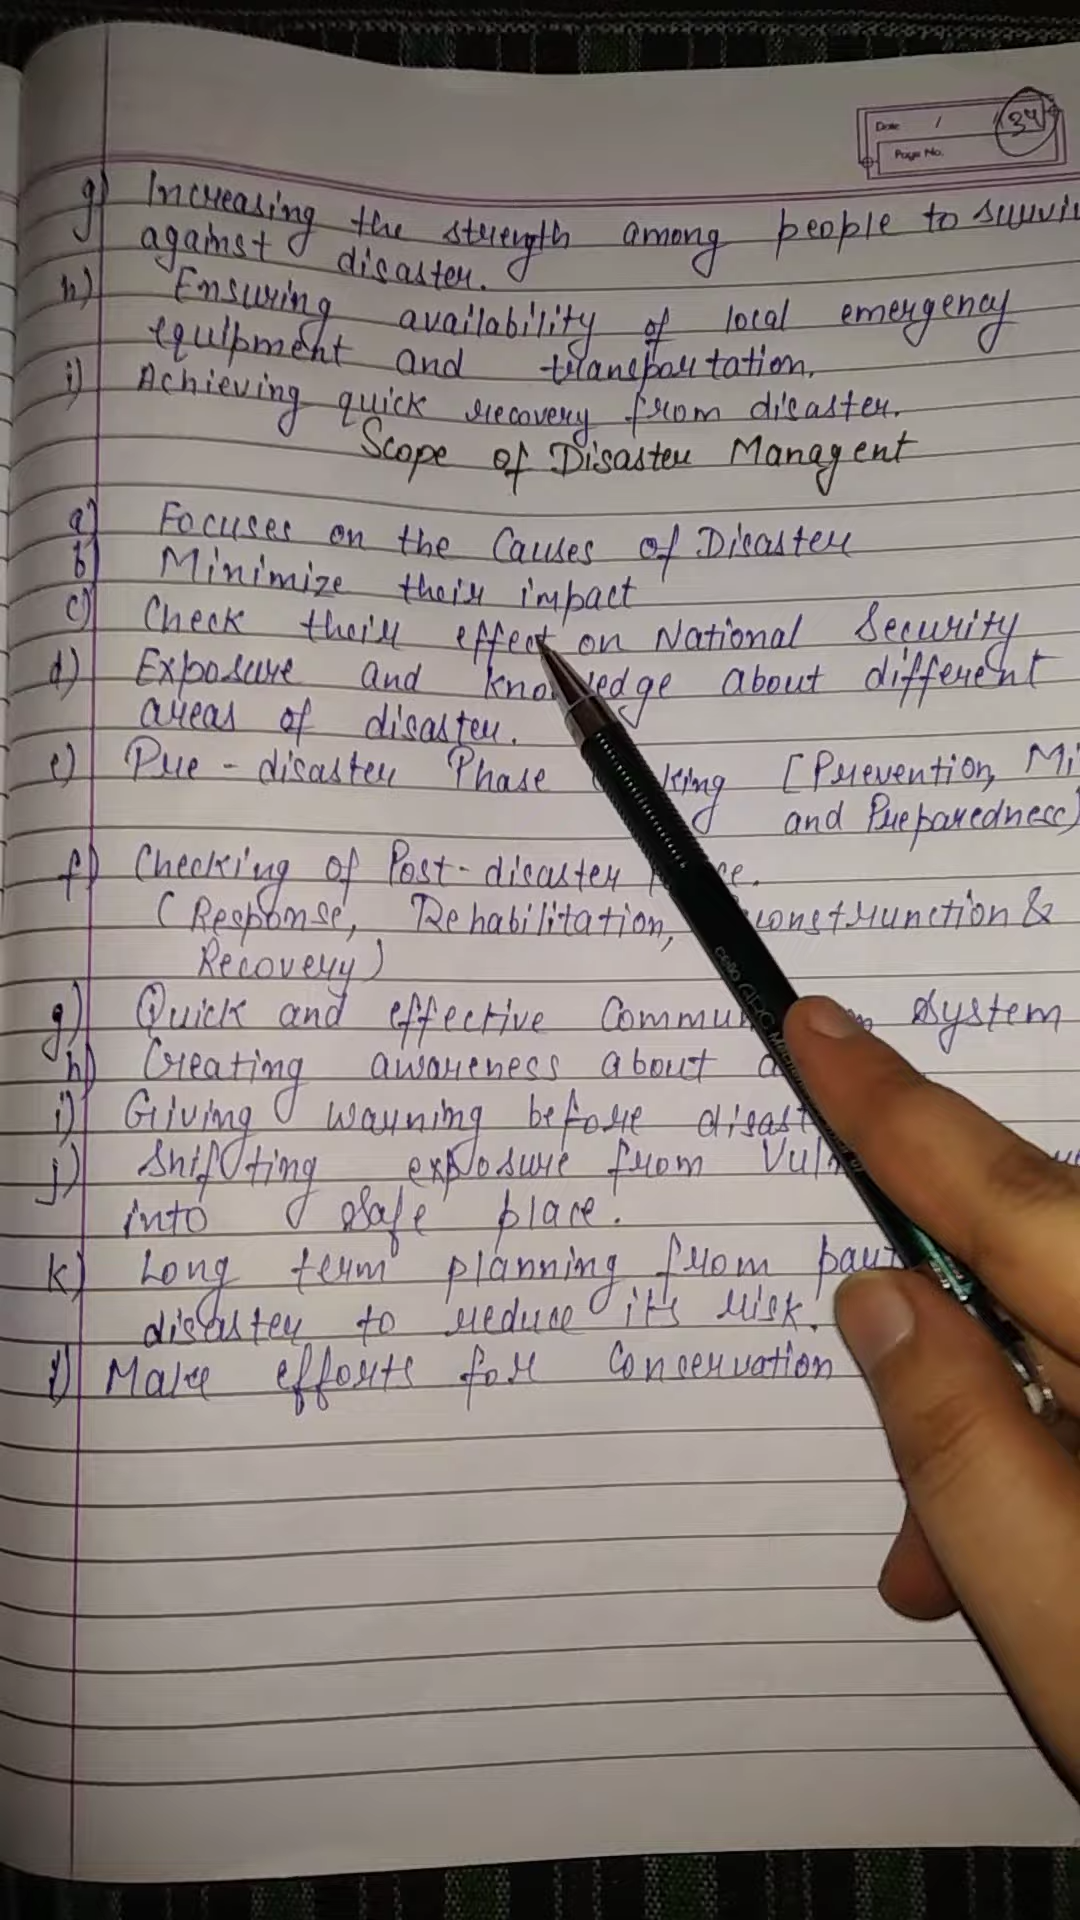 Date / /
34
Page No.
g) Increasing the strength among people to
against disaster.
h) Ensuring availability of local emergency
equipment and transportation.
i) Achieving quick recovery from disaster.
Scope of Disaster Managent
a) Focuses on the Causes of Disaster
b) Minimize their impact
c) Check their effect on National Security
d) Exposure and knowledge about different
areas of disaster.
e) Pre-disaster Phase [Prevention,
and Preparedness]
f) Checking of Post-disaster
(Response, Rehabilitation, &
Recovery)
g) Quick and effective System
h) Creating awareness about
i) Giving warning before
j) Shifting exposure from
into safe place.
k) Long term planning from
disaster to reduce its risk.
l) Make efforts for Conservation
cello